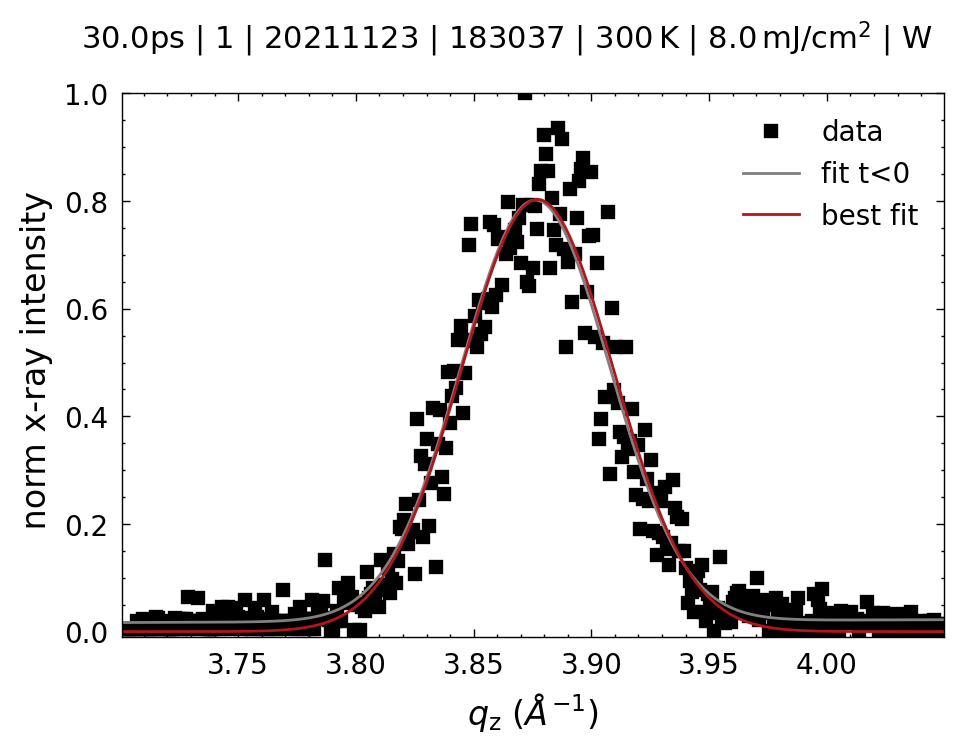 30.0ps | 1 | 20211123 | 183037 | 300 K | 8.0 mJ/cm² | W
1.0
0.8
0.6
0.4
0.2
0.0
norm x-ray intensity
data
fit t<0
best fit
3.75 3.80 3.85 3.90 3.95 4.00
q_z (Å⁻¹)